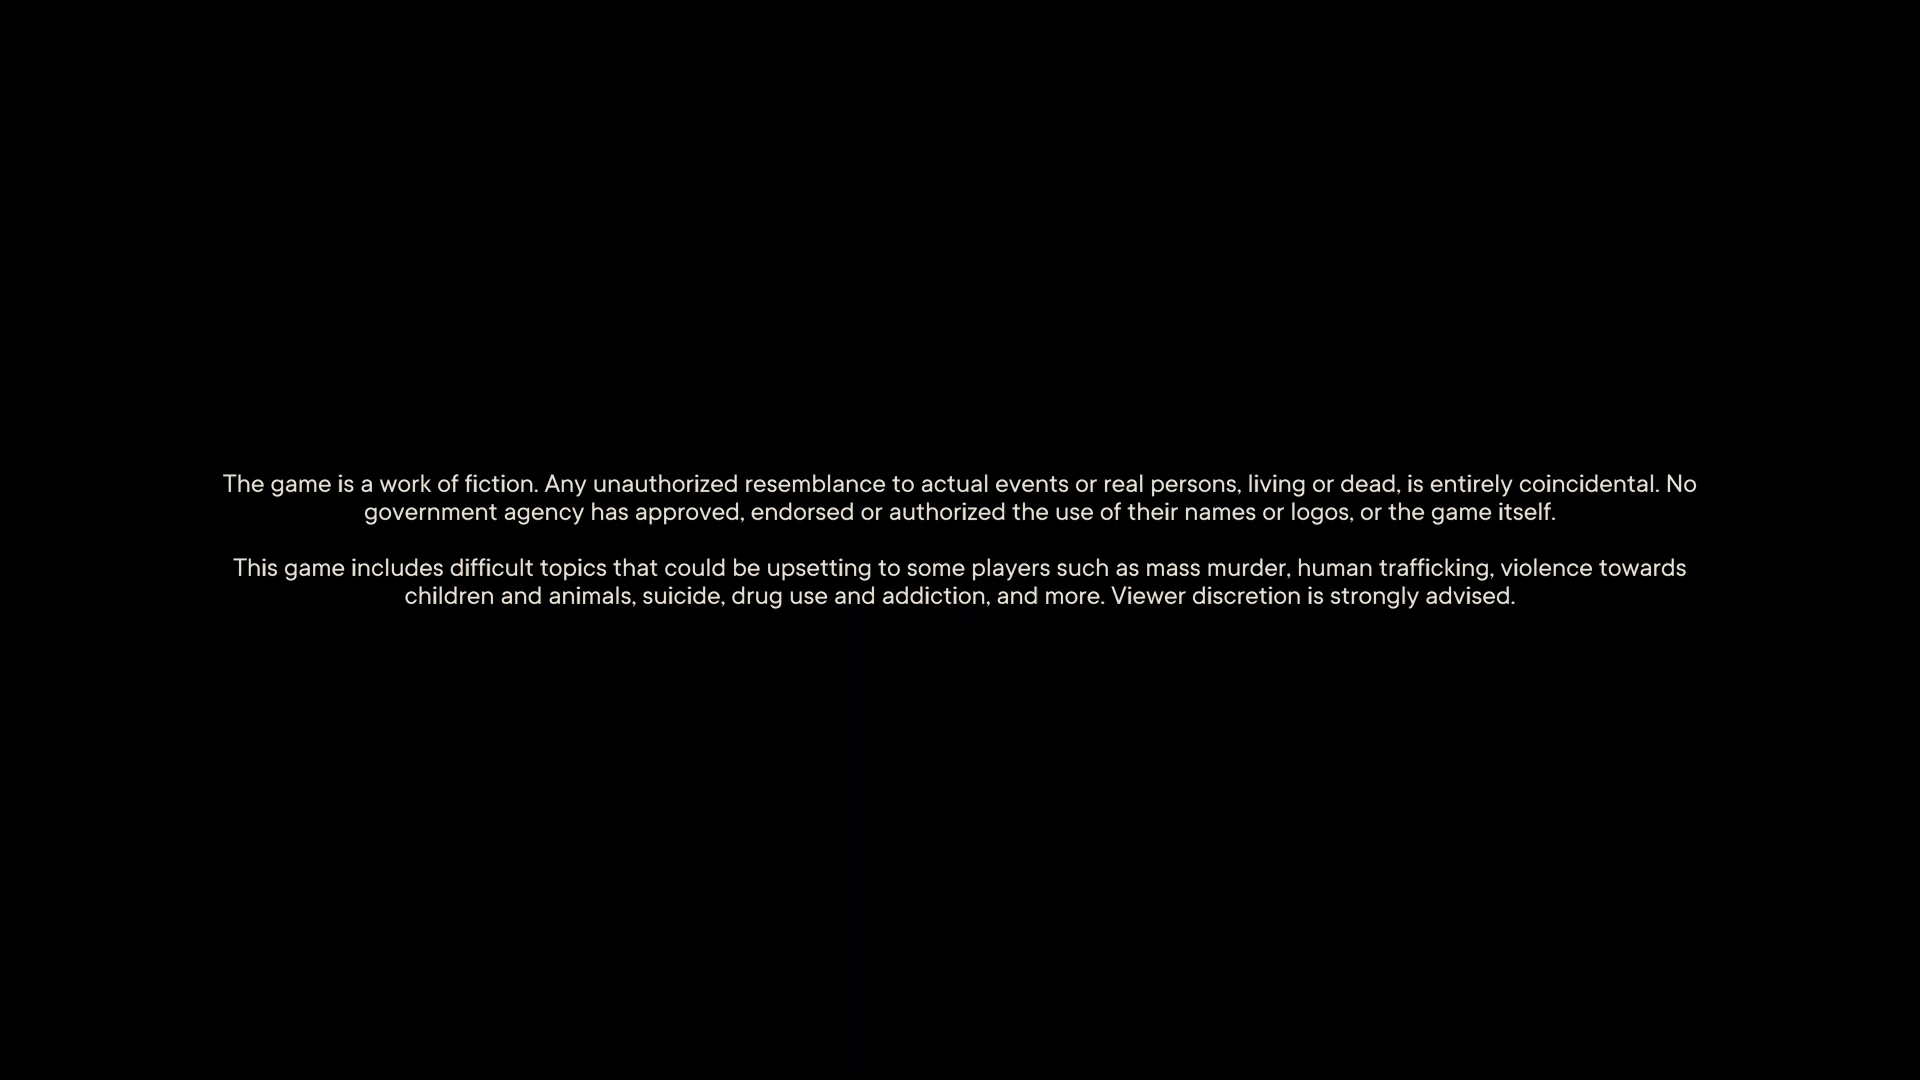 The game is a work of fiction. Any unauthorized resemblance to actual events or real persons, living or dead, is entirely coincidental. No
government agency has approved, endorsed or authorized the use of their names or logos, or the game itself.
This game includes difficult topics that could be upsetting to some players such as mass murder, human trafficking, violence towards
children and animals, suicide, drug use and addiction, and more. Viewer discretion is strongly advised.